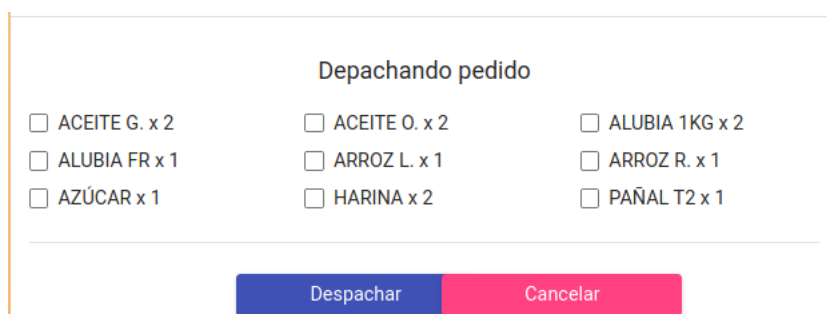 Depachando pedido
ACEITE G. x 2 ACEITE O. x 2 ALUBIA 1KG x 2
ALUBIA FR x 1 ARROZ L. x 1 ARROZ R. x 1
AZÚCAR x 1 HARINA x 2 PAÑAL T2 x 1
Despachar Cancelar